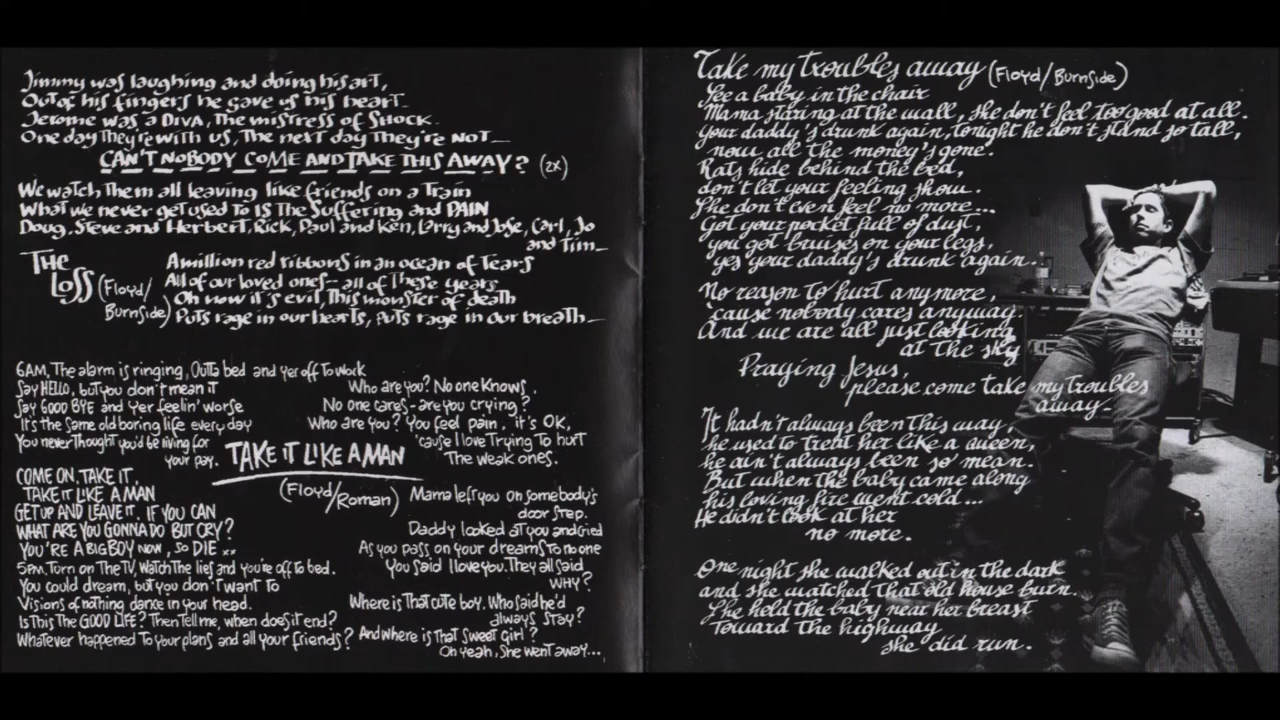 Jimmy was laughing and doing his art,
Out of his fingers he gave us his heart.
Jerome was a DIVA, The mistress of Shock.
One day They're with us, The next day They're NOT—
CAN'T NOBODY COME AND TAKE THIS AWAY? (2X)
We watch Them all leaving like friends on a Train
What we never get used to IS The Suffering and PAIN
Doug, Steve and Herbert, Rick, Paul and Ken, Larry and Jose, Carl, Jo
and Tim—
THE LOSS (Floyd/Burnside)
A million red ribbons in an ocean of Tears
All of our loved ones— all of These years
Oh now it's evil, This monster of death
Puts rage in our hearts, Puts rage in our breath—
6AM, The alarm is ringing, Outta bed and yer off To work
Say HELLO, but you don't mean it
Say GOOD BYE and yer feelin' worse
It's the same old boring life every day
You never Thought you'd be living for
your pay.
TAKE IT LIKE A MAN
(Floyd/Roman)
COME ON, TAKE IT,
TAKE IT LIKE A MAN
GET UP AND LEAVE IT, IF YOU CAN
WHAT ARE YOU GONNA DO BUT CRY?
YOU'RE A BIG BOY NOW, SO DIE...
5PM, Turn on The TV, Watch The lies and you're off to bed.
You could dream, but you don't want to
Visions of nothing dance in your head.
Is This The GOOD LIFE? Then Tell me, when does it end?
Whatever happened To your plans and all your friends?
Who are you? No one Knows,
No one cares - are you crying?
Who are you? You feel pain, it's OK,
'cause I love Trying To hurt
The weak ones.
Mama left you on somebody's
door step.
Daddy looked at you and cried
As you pass on your dreams To no one
You said I love you. They all said
WHY?
Where is That cute boy. Who said he'd
always stay?
And where is That sweet girl?
Oh yeah, She went away...
Take my troubles away (Floyd/Burnside)
See a baby in the chair
Mama staring at the wall, she don't feel too good at all.
Your daddy's drunk again, tonight he don't stand so tall,
now all the money's gone.
Rats hide behind the bed,
don't let your feeling show.
She don't even feel no more...
Got your pocket full of dust,
you got bruises on your legs,
yes your daddy's drunk again.
No reason to hurt anymore,
'cause nobody cares anyway.
And we are all just looking
at The sky
Praying Jesus,
please come take my troubles
away—
It hadn't always been this way,
he used to treat her like a queen,
he ain't always been so mean.
But when the baby came along
his loving fire went cold...
He didn't look at her
no more.
One night she walked out in the dark
and she watched that old house burn.
She held the baby near her breast
Toward the highway
she did run.